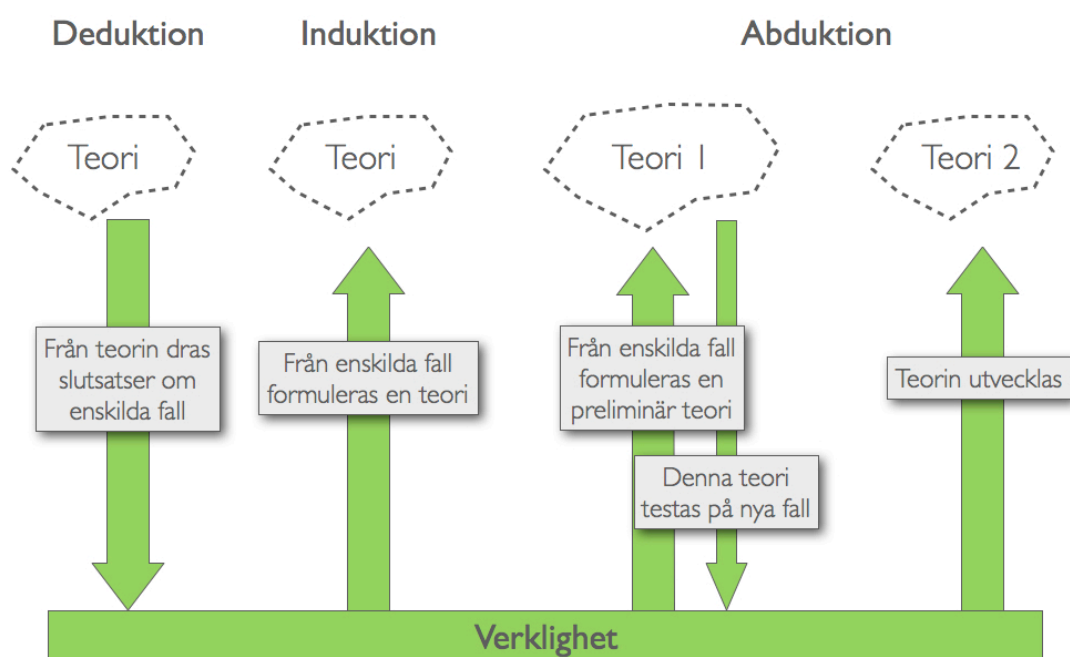 Deduktion
Induktion
Abduktion
Teori
Teori
Teori 1
Teori 2
Från teorin dras
slutsatser om
enskilda fall
Från enskilda fall
formuleras en teori
Från enskilda fall
formuleras en
preliminär teori
Denna teori
testas på nya fall
Teorin utvecklas
Verklighet